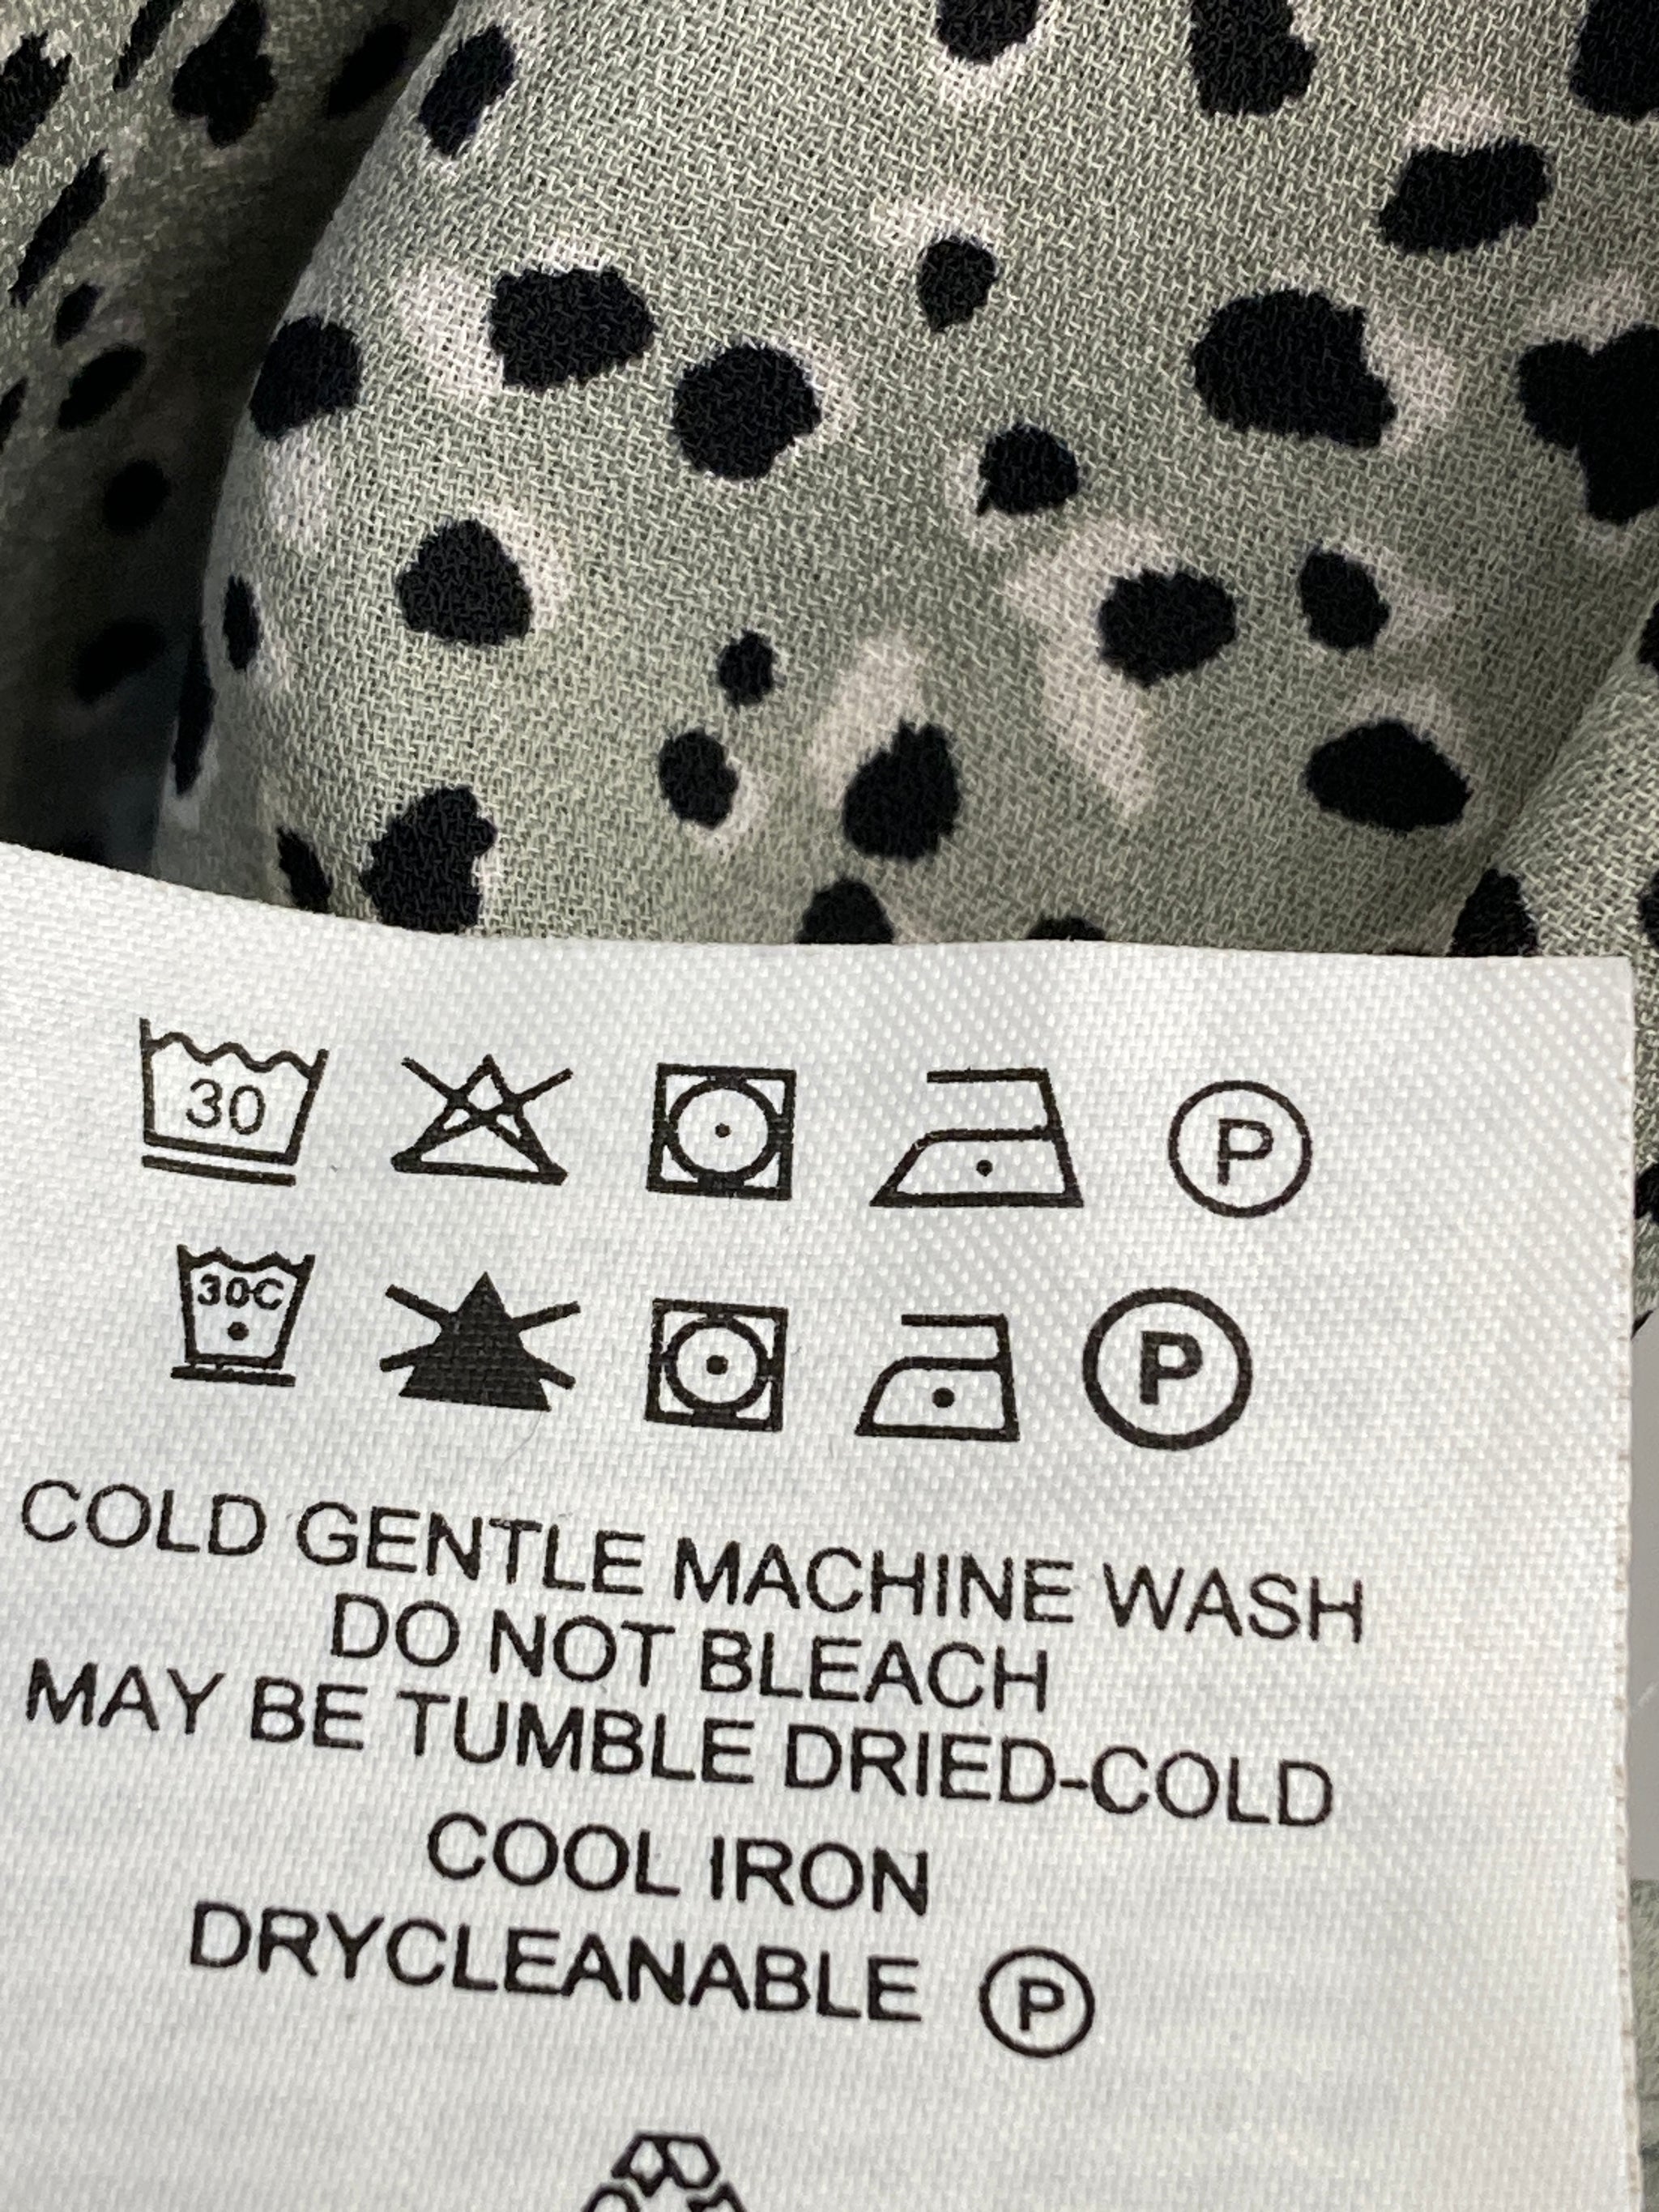 30 P
30C P
COLD GENTLE MACHINE WASH
DO NOT BLEACH
MAY BE TUMBLE DRIED-COLD
COOL IRON
DRYCLEANABLE P